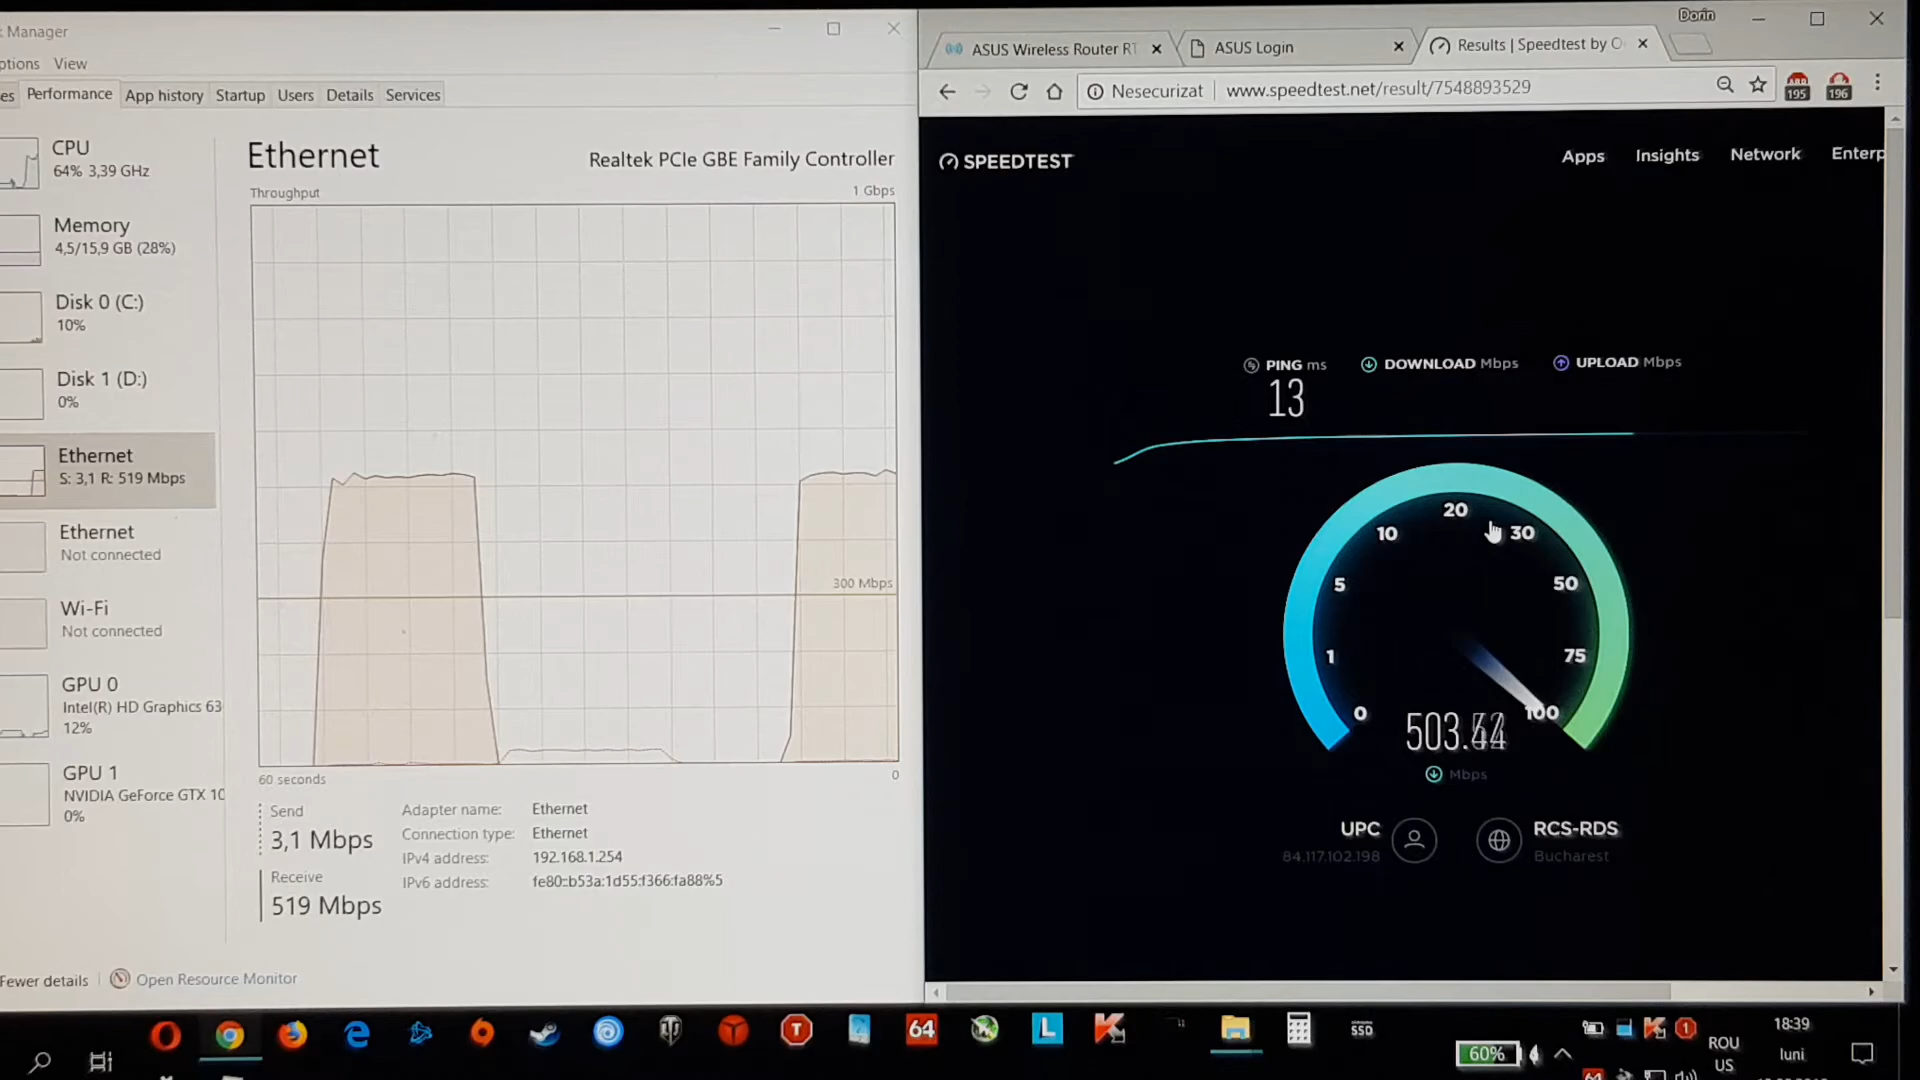 k Manager
ptions View
es Performance App history Startup Users Details Services
CPU
64% 3,39 GHz
Memory
4,5/15,9 GB (28%)
Disk 0 (C:)
10%
Disk 1 (D:)
0%
Ethernet
S: 3,1 R: 519 Mbps
Ethernet
Not connected
Wi-Fi
Not connected
GPU 0
Intel(R) HD Graphics 63
12%
GPU 1
NVIDIA GeForce GTX 10
0%
Ethernet
Realtek PCIe GBE Family Controller
Throughput
1 Gbps
300 Mbps
60 seconds
0
Send
3,1 Mbps
Receive
519 Mbps
Adapter name: Ethernet
Connection type: Ethernet
IPv4 address: 192.168.1.254
IPv6 address: fe80::b53a:1d55:f366:fa88%5
Fewer details
Open Resource Monitor
Dorin
ASUS Wireless Router RT
ASUS Login
Results | Speedtest by O
Nesecurizat
www.speedtest.net/result/7548893529
195
196
SPEEDTEST
Apps Insights Network Enterp
PING ms
13
DOWNLOAD Mbps
UPLOAD Mbps
0
1
5
10
20
30
50
75
100
503.
Mbps
UPC
84.117.102.198
RCS-RDS
Bucharest
T
64
L
SSD
60%
1
ROU
US
18:39
luni